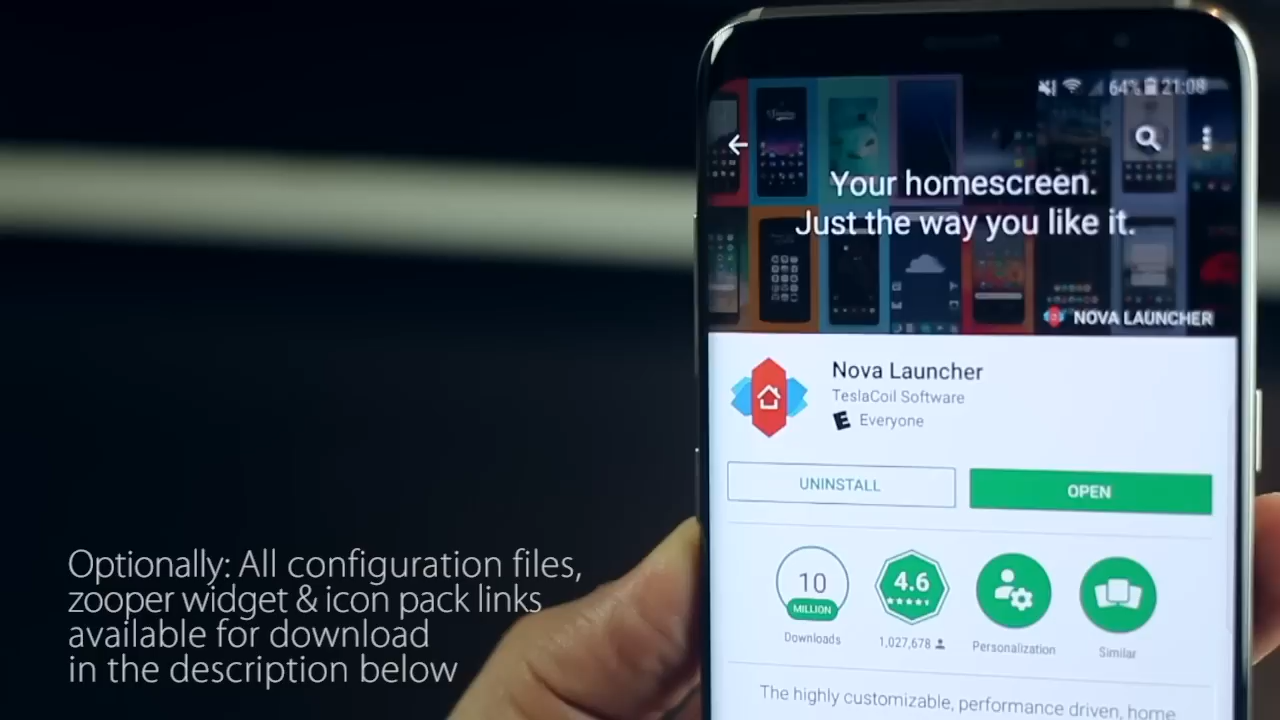 64% 21:08
Your homescreen.
Just the way you like it.
NOVA LAUNCHER
Nova Launcher
TeslaCoil Software
E Everyone
UNINSTALL
OPEN
10
MILLION
Downloads
4.6
1,027,678
Personalization
Similar
The highly customizable, performance driven, home
Optionally: All configuration files,
zooper widget & icon pack links
available for download
in the description below